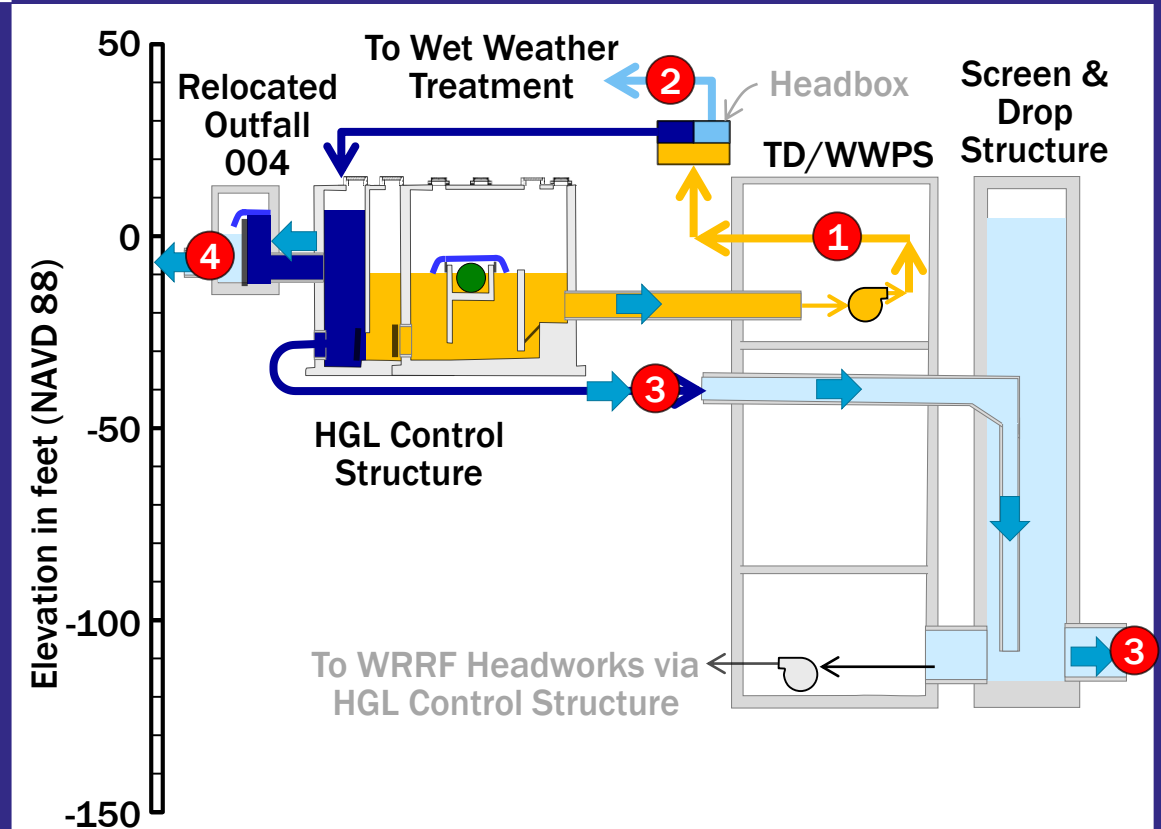 50
To Wet Weather
Treatment
2
Headbox
Screen &
Drop
Structure
Relocated
Outfall
004
TD/WWPS
0
1
4
Elevation in feet (NAVD 88)
3
-50
HGL Control
Structure
-100
To WRRF Headworks via
HGL Control Structure
3
-150